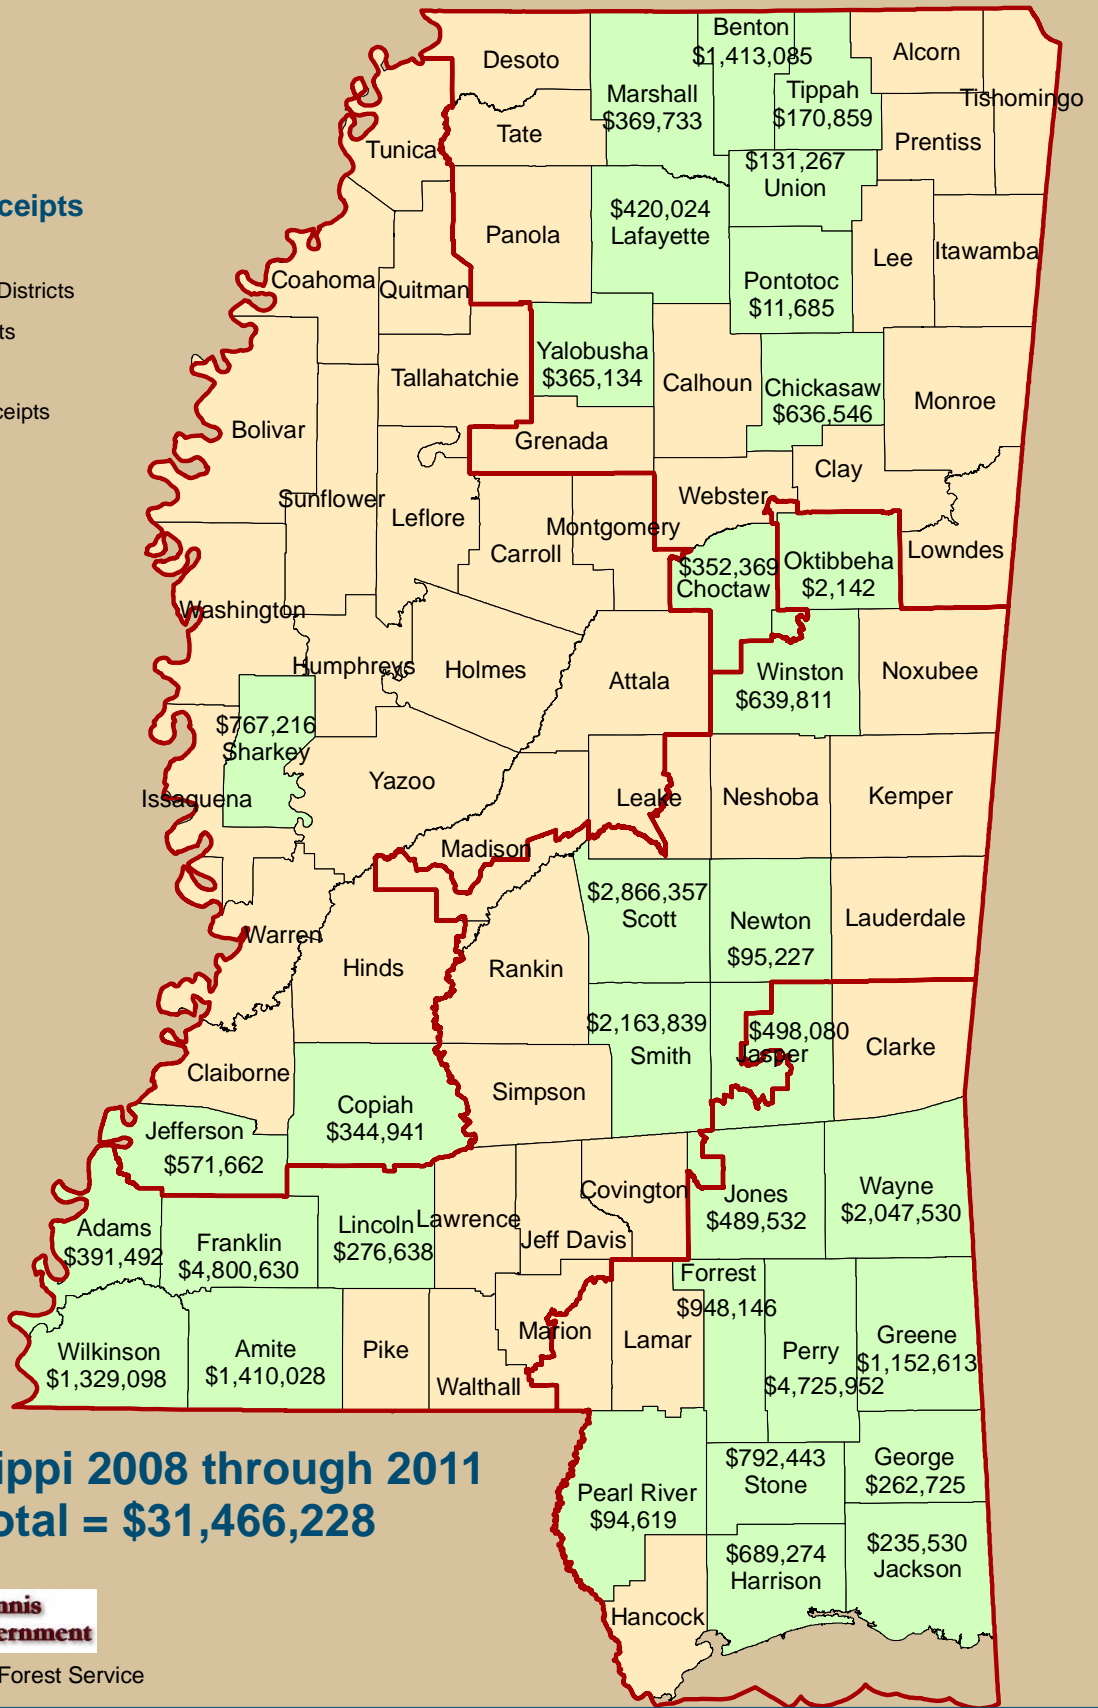 Benton
$1,413,085
Desoto
Alcorn
Marshall
$369,733
Tippah
$170,859
Tishomingo
Tate
Tunica
Prentiss
$131,267
Union
ceipts
$420,024
Lafayette
Panola
Lee
Itawamba
Coahoma
Quitman
Districts
Pontotoc
$11,685
ts
Yalobusha
$365,134
Tallahatchie
Calhoun
Chickasaw
$636,546
Monroe
ceipts
Bolivar
Grenada
Clay
Sunflower
Webster
Leflore
Montgomery
Carroll
$352,369
Choctaw
Oktibbeha
$2,142
Lowndes
Washington
Humphreys
Holmes
Attala
Winston
$639,811
Noxubee
$767,216
Sharkey
Yazoo
Issaquena
Leake
Neshoba
Kemper
Madison
$2,866,357
Scott
Newton
$95,227
Lauderdale
Warren
Hinds
Rankin
$2,163,839
Smith
$498,080
Jasper
Clarke
Claiborne
Simpson
Copiah
$344,941
Jefferson
$571,662
Covington
Jones
$489,532
Wayne
$2,047,530
Adams
$391,492
Franklin
$4,800,630
Lincoln
$276,638
Lawrence
Jeff Davis
Forrest
$948,146
Wilkinson
$1,329,098
Amite
$1,410,028
Pike
Walthall
Marion
Lamar
Perry
$4,725,952
Greene
$1,152,613
ippi 2008 through 2011
otal = $31,466,228
Pearl River
$94,619
$792,443
Stone
George
$262,725
$689,274
Harrison
$235,530
Jackson
Hancock
nnis
ernment
Forest Service